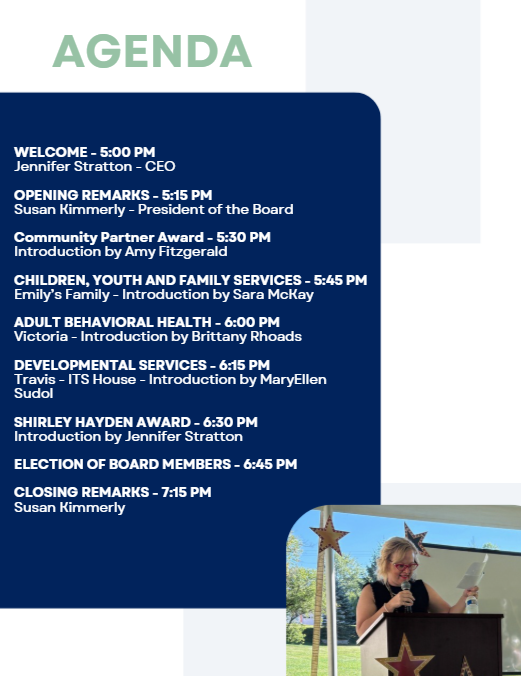 AGENDA
WELCOME - 5:00 PM
Jennifer Stratton - CEO
OPENING REMARKS - 5:15 PM
Susan Kimmerly - President of the Board
Community Partner Award - 5:30 PM
Introduction by Amy Fitzgerald
CHILDREN, YOUTH AND FAMILY SERVICES - 5:45 PM
Emily's Family - Introduction by Sara McKay
ADULT BEHAVIORAL HEALTH - 6:00 PM
Victoria - Introduction by Brittany Rhoads
DEVELOPMENTAL SERVICES - 6:15 PM
Travis - ITS House - Introduction by MaryEllen
Sudol
SHIRLEY HAYDEN AWARD - 6:30 PM
Introduction by Jennifer Stratton
ELECTION OF BOARD MEMBERS - 6:45 PM
CLOSING REMARKS - 7:15 PM
Susan Kimmerly